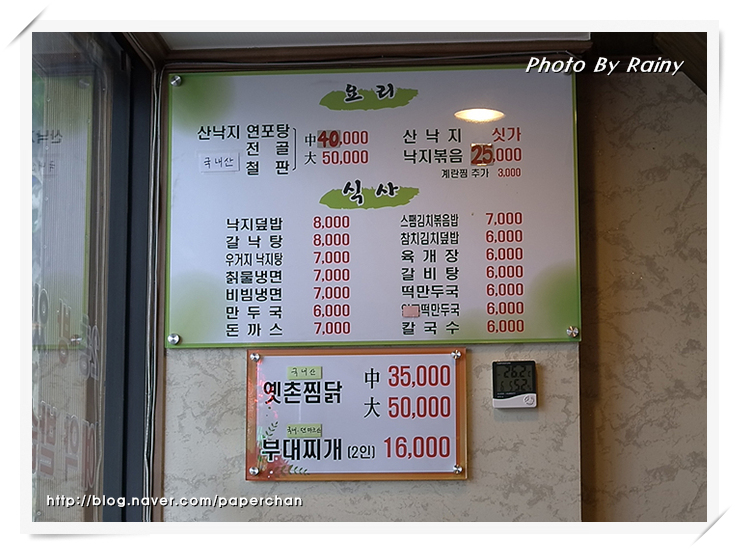 Photo By Rainy
요 리
산낙지 연포탕 中 40,000
전 골 大 50,000
국내산 철 판
산 낙 지 싯가
낙지볶음 25,000
계란찜 추가 3.000
식 사
낙지덮밥 8,000
갈 낙 탕 8,000
우거지 낙지탕 7,000
칡물냉면 7,000
비빔냉면 7,000
만 두 국 6,000
돈 까 스 7,000
스팸김치볶음밥 7,000
참치김치덮밥 6,000
육 개 장 6,000
갈 비 탕 6,000
떡만두국 6,000
떡만두국 6,000
칼 국 수 6,000
국내산
옛촌찜닭 中 35,000
大 50,000
부대찌개 (2인) 16,000
http://blog.naver.com/paperchan